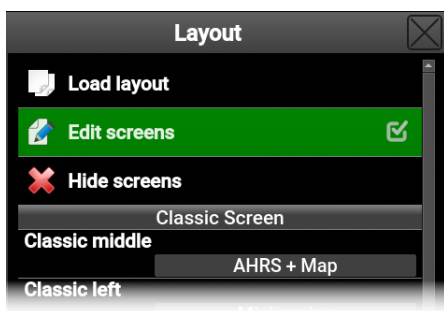 Layout
Load layout
Edit screens
Hide screens
Classic Screen
Classic middle
AHRS + Map
Classic left